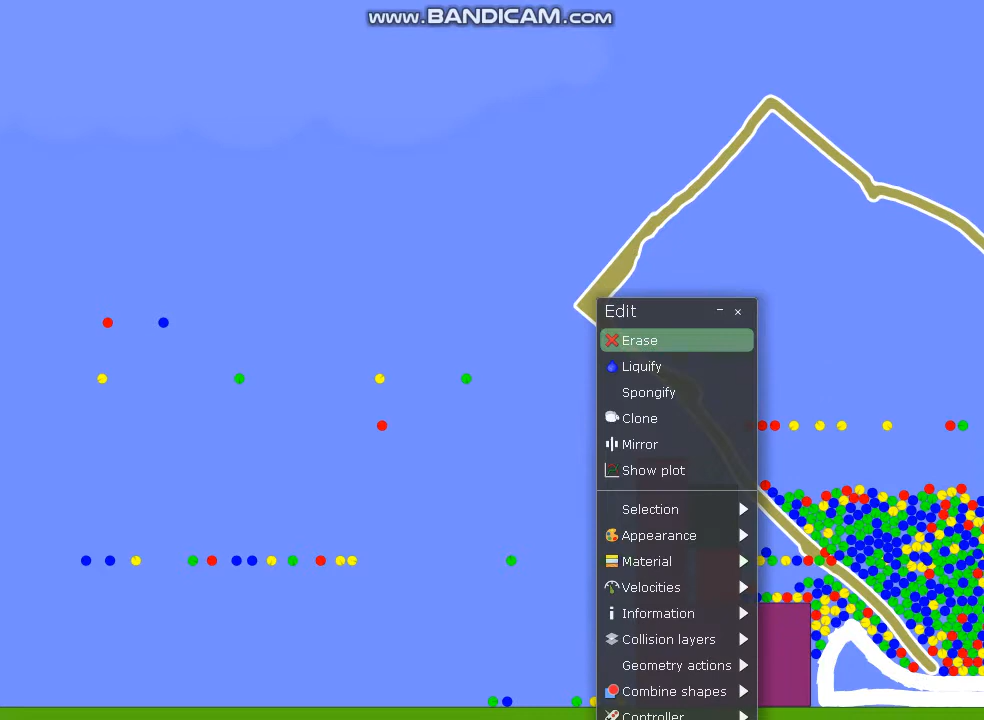 www.BANDICAM.com
Edit
Erase
Liquify
Spongify
Clone
Mirror
Show plot
Selection
Appearance
Material
Velocities
Information
Collision layers
Geometry actions
Combine shapes
Controller